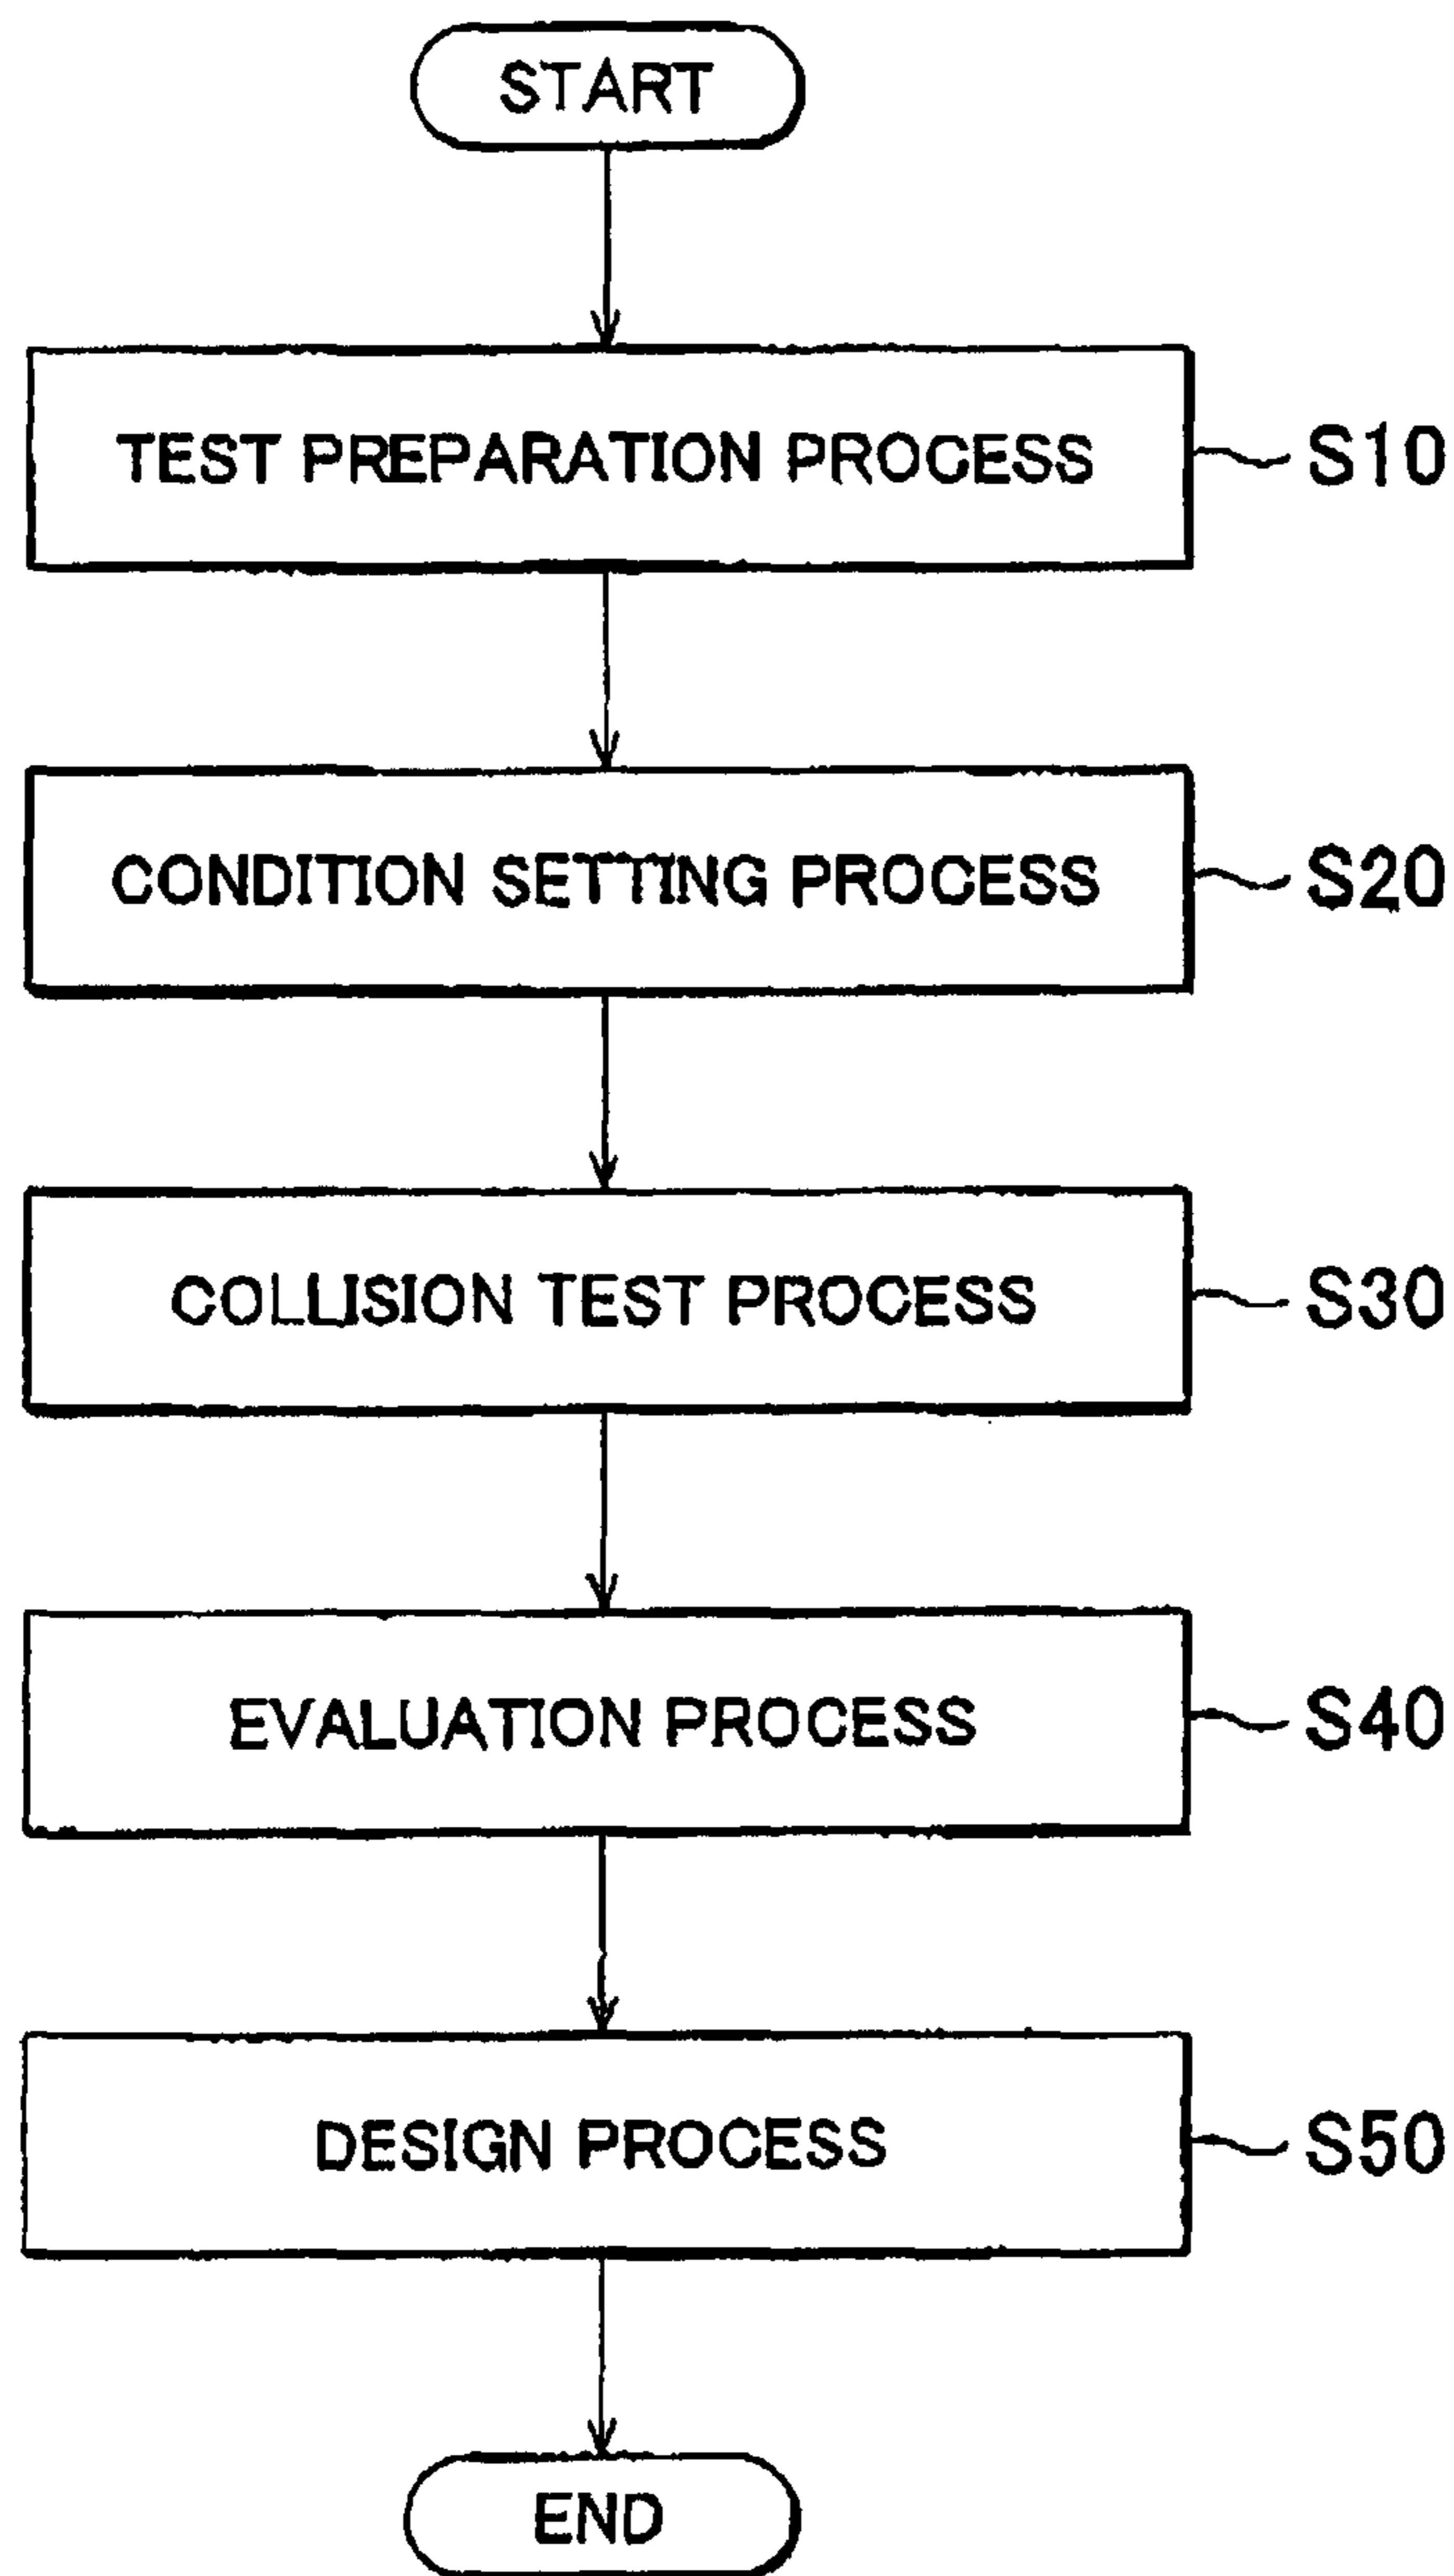 START
TEST PREPARATION PROCESS
S10
CONDITION SETTING PROCESS
S20
COLLISION TEST PROCESS
S30
EVALUATION PROCESS
S40
DESIGN PROCESS
S50
END